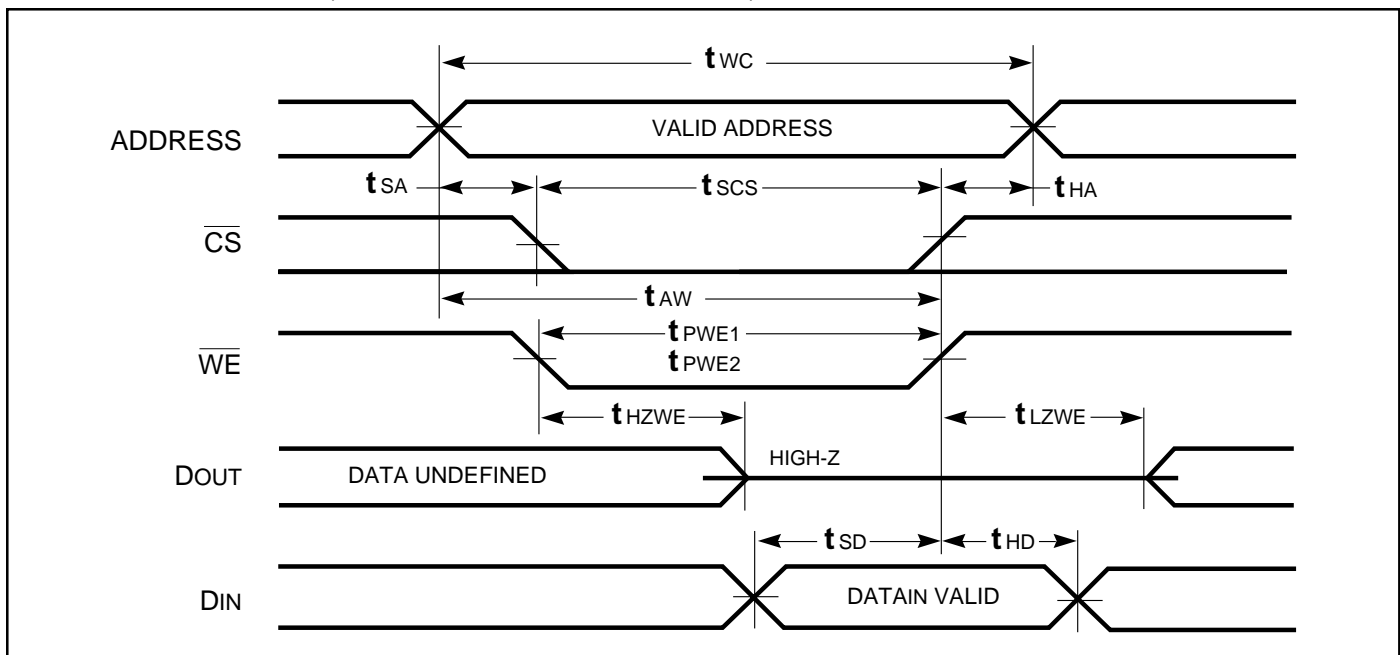 tWC
ADDRESS
VALID ADDRESS
tSA
tSCS
tHA
CS
tAW
tPWE1
WE
tPWE2
tHZWE
tLZWE
DOUT
DATA UNDEFINED
HIGH-Z
tSD
tHD
DIN
DATAIN VALID